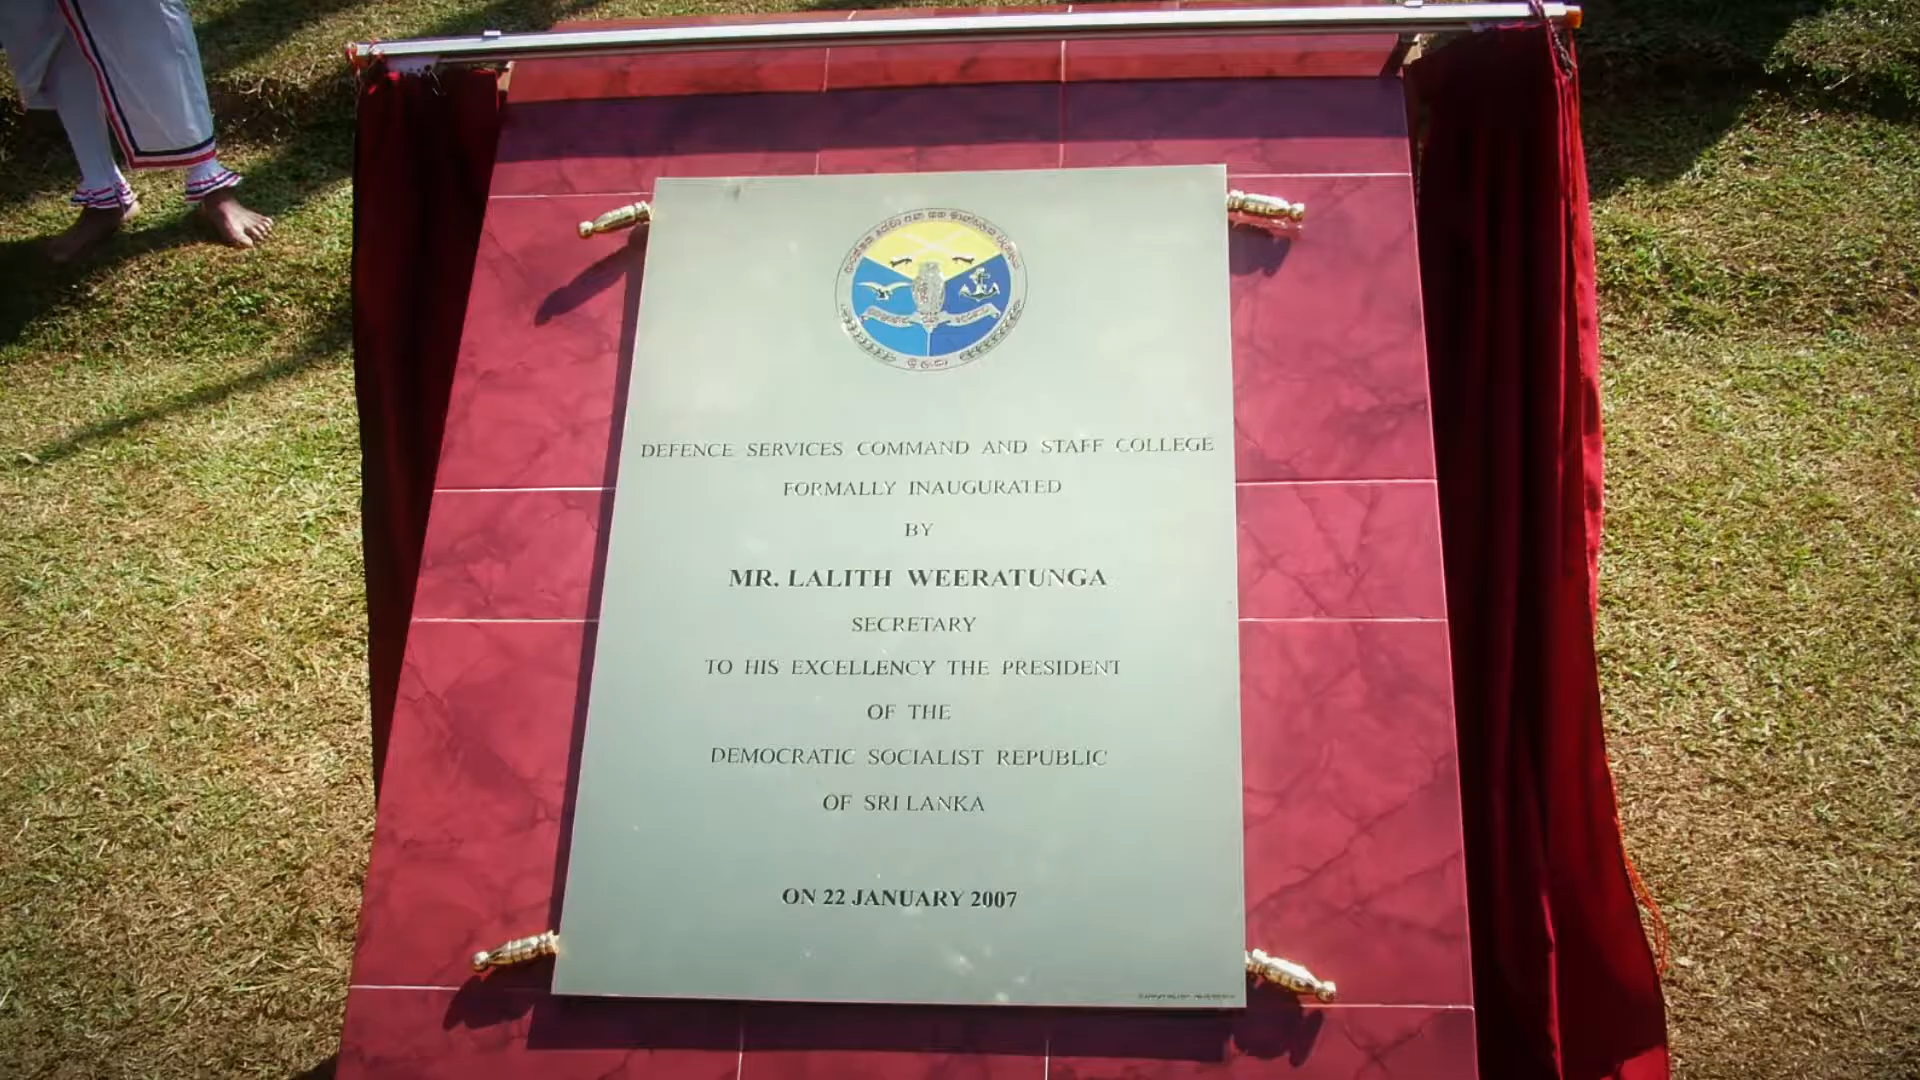 DEFENCE SERVICES COMMAND AND STAFF COLLEGE
FORMALLY INAUGURATED
BY
MR. LALITH WEERATUNGA
SECRETARY
TO HIS EXCELLENCY THE PRESIDENT
OF THE
DEMOCRATIC SOCIALIST REPUBLIC
OF SRI LANKA
ON 22 JANUARY 2007